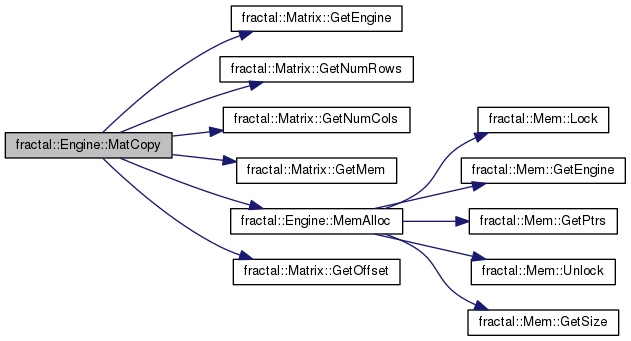 fractal::Engine::MatCopy
fractal::Matrix::GetEngine
fractal::Matrix::GetNumRows
fractal::Matrix::GetNumCols
fractal::Matrix::GetMem
fractal::Engine::MemAlloc
fractal::Matrix::GetOffset
fractal::Mem::Lock
fractal::Mem::GetEngine
fractal::Mem::GetPtrs
fractal::Mem::Unlock
fractal::Mem::GetSize